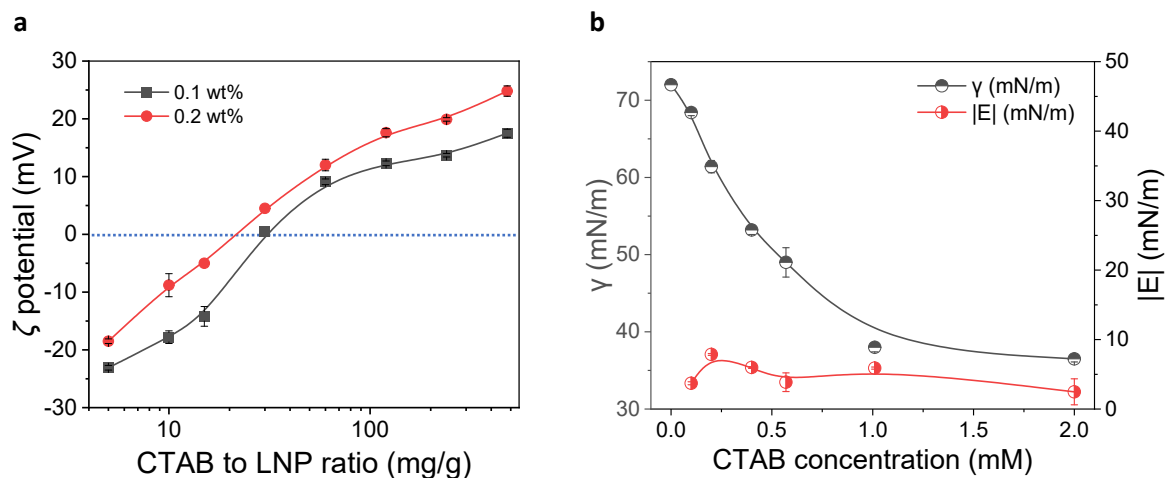 a
30
20
10
0
-10
-20
-30
ζ potential (mV)
0.1 wt%
0.2 wt%
10
100
CTAB to LNP ratio (mg/g)
b
70
60
50
40
30
γ (mN/m)
γ (mN/m)
|E| (mN/m)
50
40
30
20
10
0
|E| (mN/m)
0.0
0.5
1.0
1.5
2.0
CTAB concentration (mM)